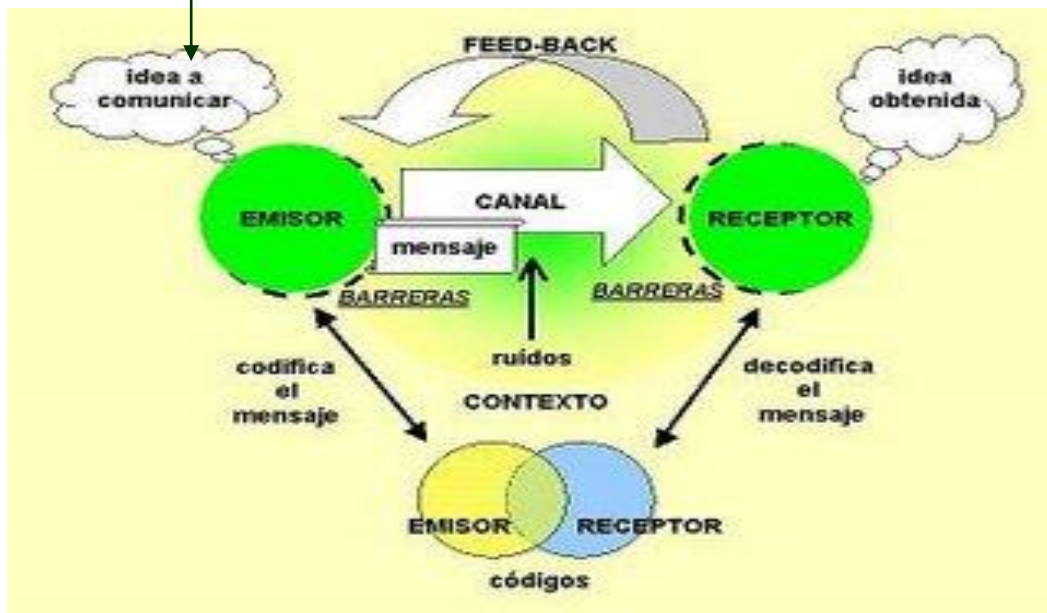 FEED-BACK
idea a
comunicar
idea
obtenida
EMISOR
CANAL
RECEPTOR
mensaje
BARRERAS
BARRERAS
ruidos
codifica
el
mensaje
decodifica
el
mensaje
CONTEXTO
EMISOR
RECEPTOR
códigos